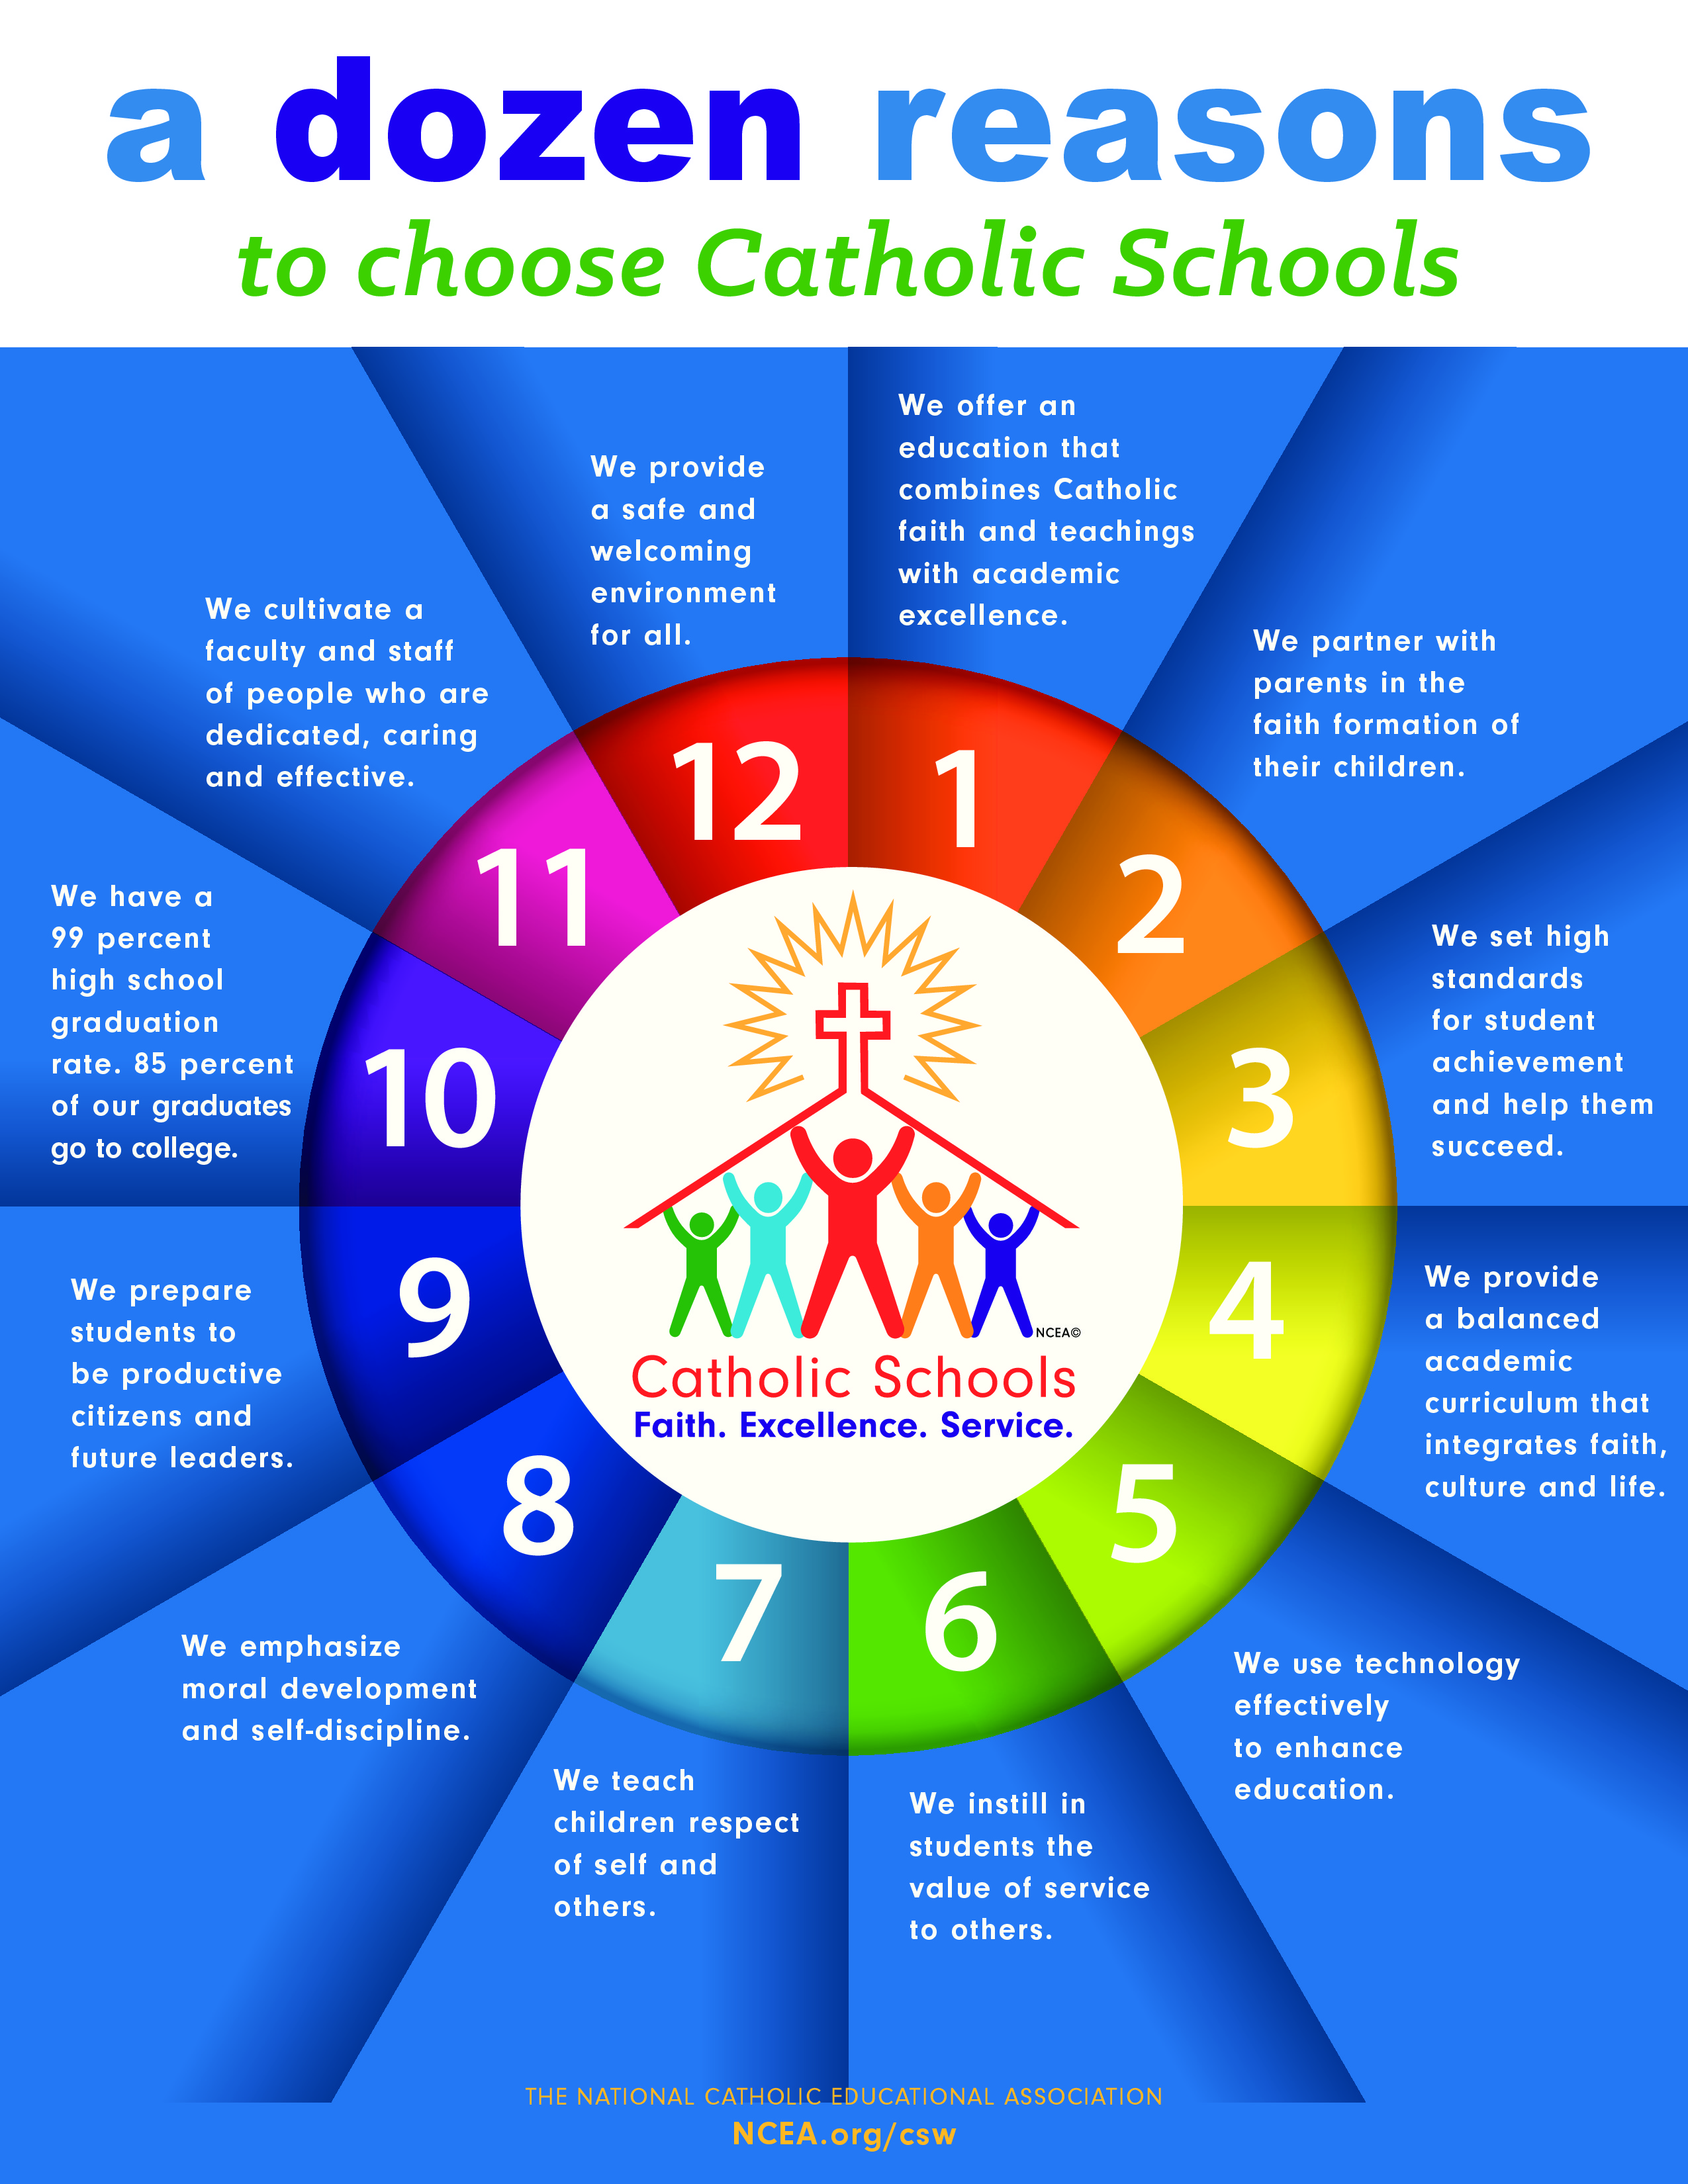 a dozen reasons
to choose Catholic Schools
1
We offer an
education that
combines Catholic
faith and teachings
with academic
excellence.
2
We partner with
parents in the
faith formation of
their children.
3
We set high
standards
for student
achievement
and help them
succeed.
4
We provide
a balanced
academic
curriculum that
integrates faith,
culture and life.
5
We use technology
effectively
to enhance
education.
6
We instill in
students the
value of service
to others.
7
We teach
children respect
of self and
others.
8
We emphasize
moral development
and self-discipline.
9
We prepare
students to
be productive
citizens and
future leaders.
10
We have a
99 percent
high school
graduation
rate. 85 percent
of our graduates
go to college.
11
We cultivate a
faculty and staff
of people who are
dedicated, caring
and effective.
12
We provide
a safe and
welcoming
environment
for all.
NCEA©
Catholic Schools
Faith. Excellence. Service.
THE NATIONAL CATHOLIC EDUCATIONAL ASSOCIATION
NCEA.org/csw